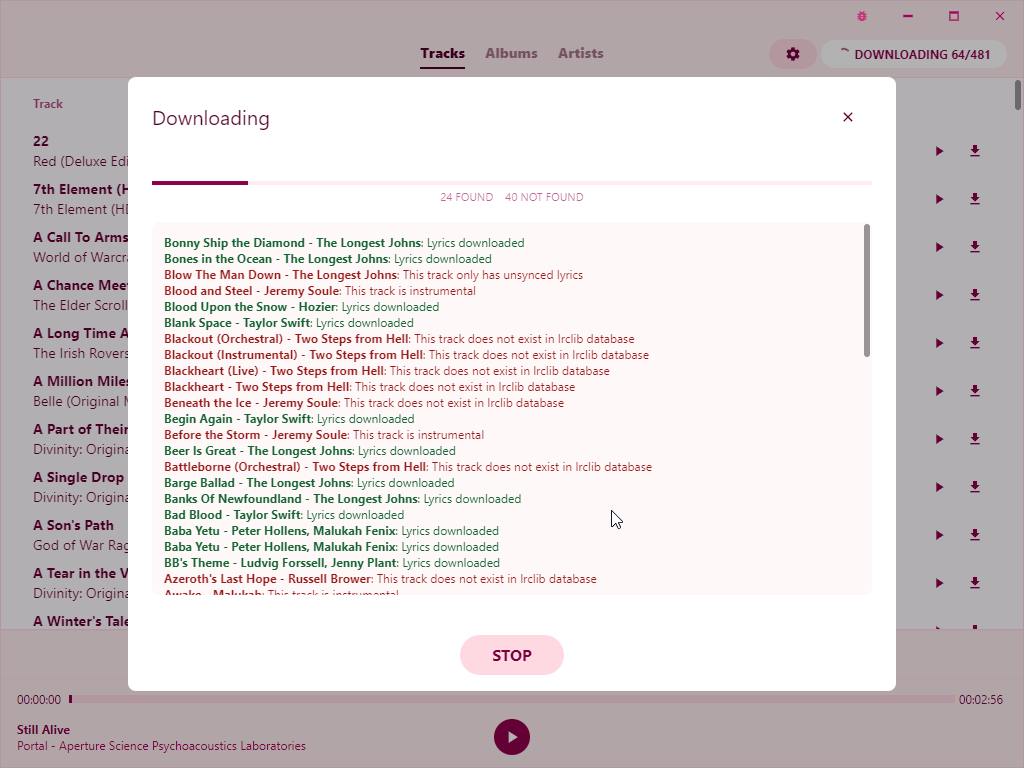 Tracks Albums Artists
DOWNLOADING 64/481
Track
22
Red (Deluxe Edi
7th Element (H
7th Element (HD
A Call To Arms
World of Warcra
A Chance Meet
The Elder Scroll
A Long Time A
The Irish Rovers
A Million Miles
Belle (Original M
A Part of Their
Divinity: Origina
A Single Drop
Divinity: Origina
A Son's Path
God of War Rag
A Tear in the V
Divinity: Origina
A Winter's Tale
Downloading
24 FOUND 40 NOT FOUND
Bonny Ship the Diamond - The Longest Johns: Lyrics downloaded
Bones in the Ocean - The Longest Johns: Lyrics downloaded
Blow The Man Down - The Longest Johns: This track only has unsynced lyrics
Blood and Steel - Jeremy Soule: This track is instrumental
Blood Upon the Snow - Hozier: Lyrics downloaded
Blank Space - Taylor Swift: Lyrics downloaded
Blackout (Orchestral) - Two Steps from Hell: This track does not exist in lrclib database
Blackout (Instrumental) - Two Steps from Hell: This track does not exist in lrclib database
Blackheart (Live) - Two Steps from Hell: This track does not exist in lrclib database
Blackheart - Two Steps from Hell: This track does not exist in lrclib database
Beneath the Ice - Jeremy Soule: This track does not exist in lrclib database
Begin Again - Taylor Swift: Lyrics downloaded
Before the Storm - Jeremy Soule: This track is instrumental
Beer Is Great - The Longest Johns: Lyrics downloaded
Battleborne (Orchestral) - Two Steps from Hell: This track does not exist in lrclib database
Barge Ballad - The Longest Johns: Lyrics downloaded
Banks Of Newfoundland - The Longest Johns: Lyrics downloaded
Bad Blood - Taylor Swift: Lyrics downloaded
Baba Yetu - Peter Hollens, Malukah Fenix: Lyrics downloaded
Baba Yetu - Peter Hollens, Malukah Fenix: Lyrics downloaded
BB's Theme - Ludvig Forssell, Jenny Plant: Lyrics downloaded
Azeroth's Last Hope - Russell Brower: This track does not exist in lrclib database
Awake - Malukah: This track is instrumental
STOP
00:00:00
00:02:56
Still Alive
Portal - Aperture Science Psychoacoustics Laboratories